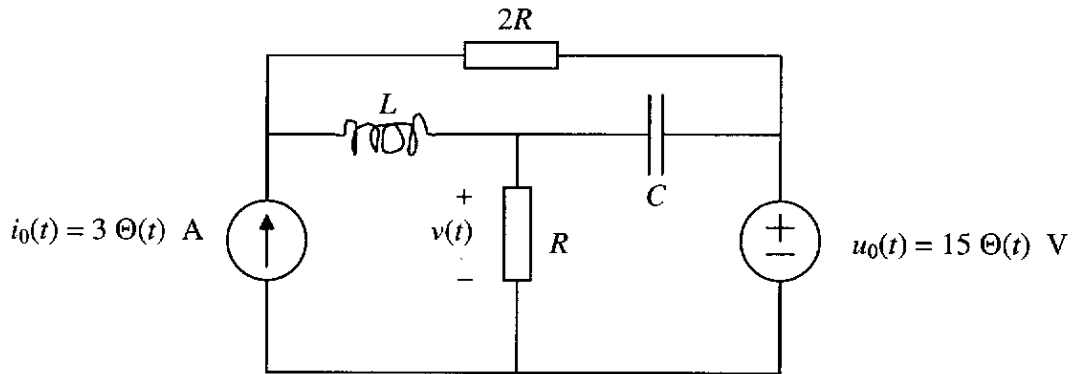 2R
L
C
i₀(t) = 3 Θ(t) A
+
v(t)
−
R
+
−
u₀(t) = 15 Θ(t) V